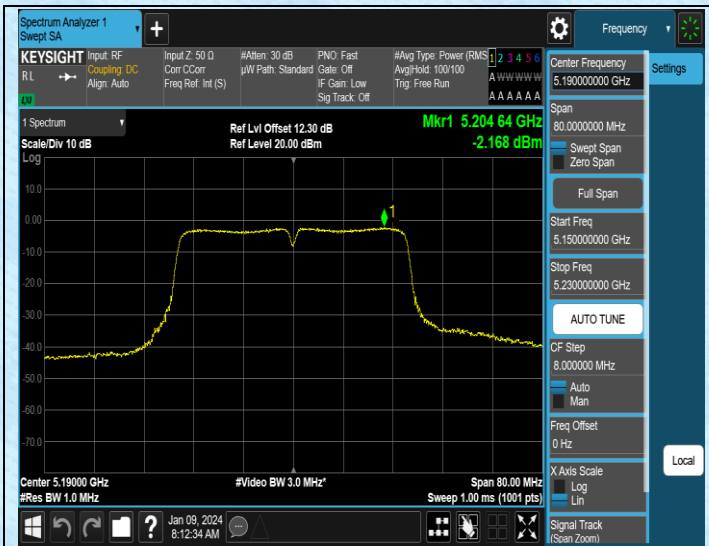 Spectrum Analyzer 1
Swept SA
Frequency
KEYSIGHT
RL
LXI
Input: RF
Coupling: DC
Align: Auto
Input Z: 50 Ω
Corr CCorr
Freq Ref: Int (S)
#Atten: 30 dB
µW Path: Standard
PNO: Fast
Gate: Off
IF Gain: Low
Sig Track: Off
#Avg Type: Power (RMS
Avg|Hold: 100/100
Trig: Free Run
1 2 3 4 5 6
A W W W W W
A A A A A A
Center Frequency
5.190000000 GHz
Settings
Span
80.0000000 MHz
Swept Span
Zero Span
Full Span
Start Freq
5.150000000 GHz
Stop Freq
5.230000000 GHz
AUTO TUNE
CF Step
8.000000 MHz
Auto
Man
Freq Offset
0 Hz
X Axis Scale
Log
Lin
Signal Track
(Span Zoom)
Local
1 Spectrum
Scale/Div 10 dB
Log
Ref Lvl Offset 12.30 dB
Ref Level 20.00 dBm
Mkr1 5.204 64 GHz
-2.168 dBm
1
10.0
0.00
-10.0
-20.0
-30.0
-40.0
-50.0
-60.0
-70.0
Center 5.19000 GHz
#Res BW 1.0 MHz
#Video BW 3.0 MHz*
Span 80.00 MHz
Sweep 1.00 ms (1001 pts)
?
Jan 09, 2024
8:12:34 AM